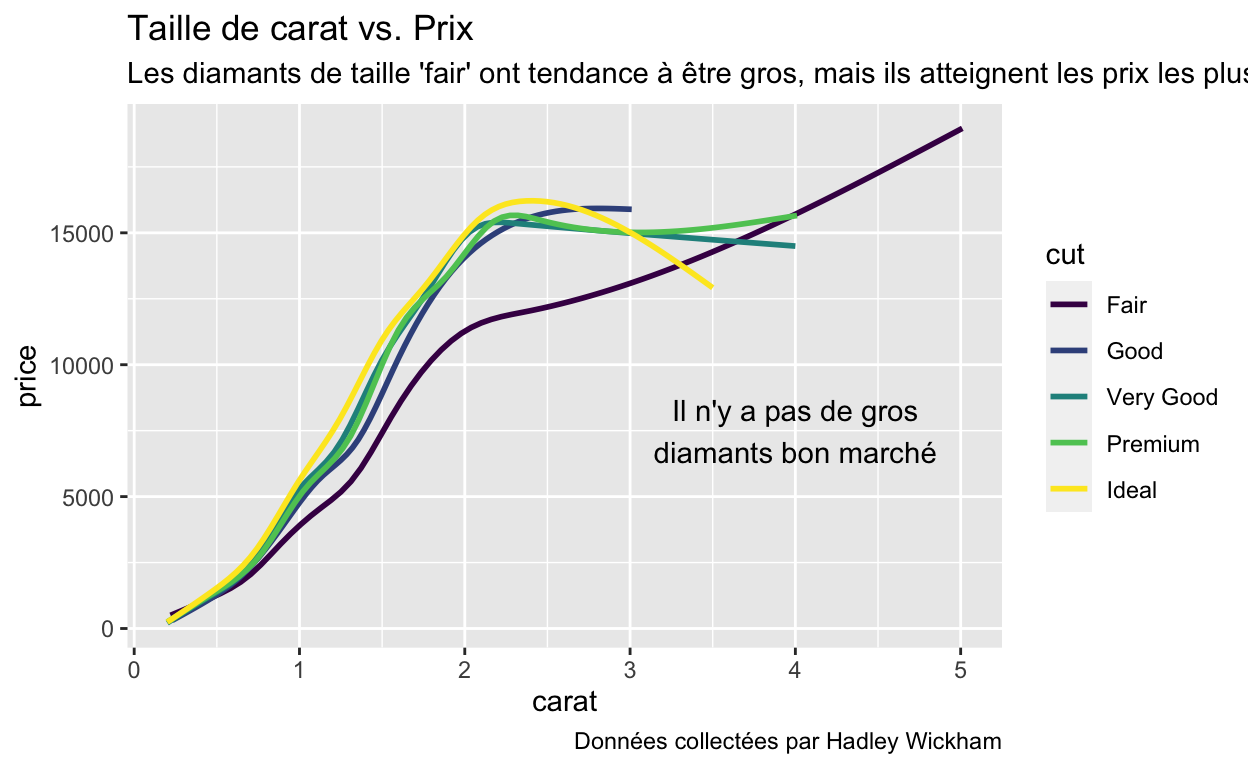 Taille de carat vs. Prix
Les diamants de taille 'fair' ont tendance à être gros, mais ils atteignent les prix les plus
15000
10000
5000
0
price
Il n'y a pas de gros
diamants bon marché
cut
Fair
Good
Very Good
Premium
Ideal
0 1 2 3 4 5
carat
Données collectées par Hadley Wickham